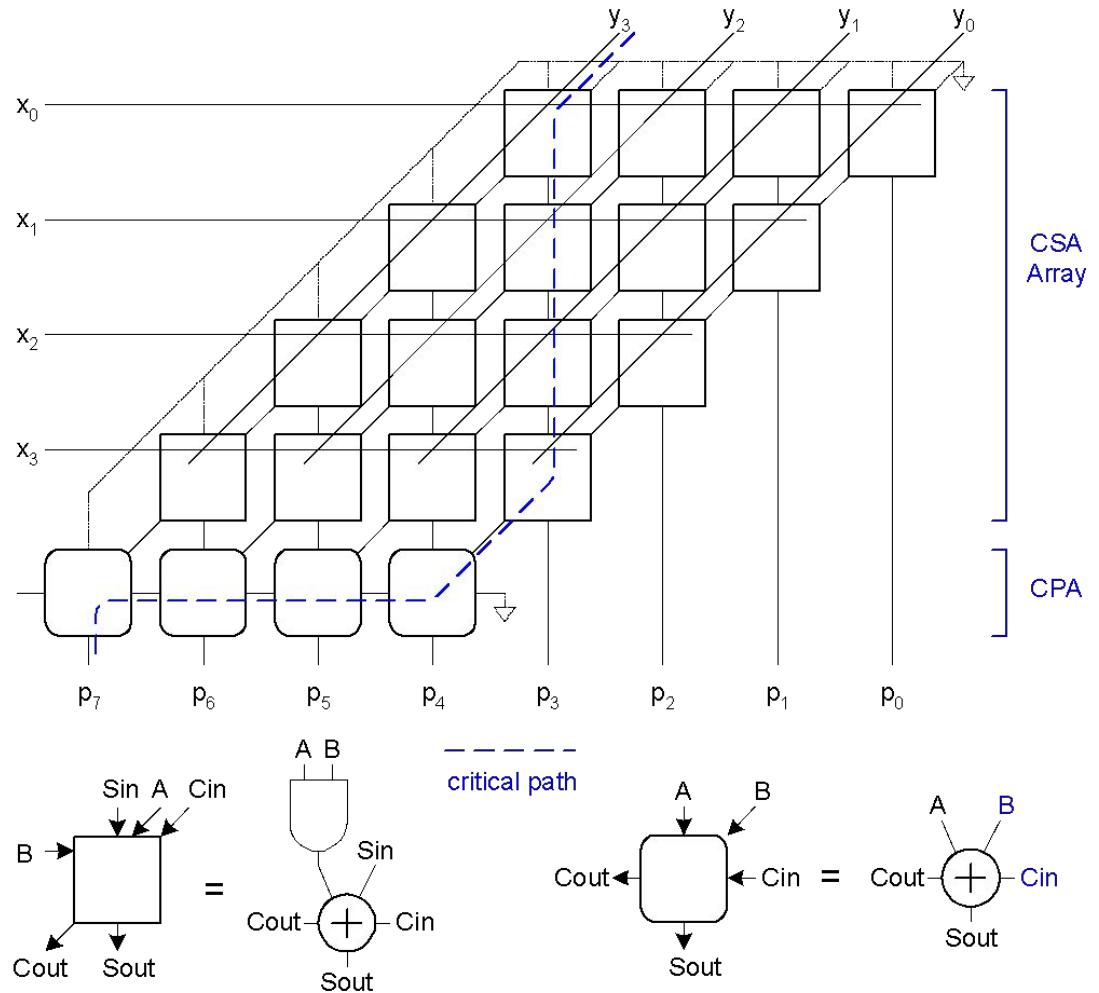 y3 y2 y1 y0
x0
x1
CSA
Array
x2
x3
CPA
p7 p6 p5 p4 p3 p2 p1 p0
A B
critical path
Sin A Cin
B
Sin
=
Cout
Cin
Cout Sout
Sout
A
B
A B
Cout
Cin
=
Cout
Cin
Sout
Sout